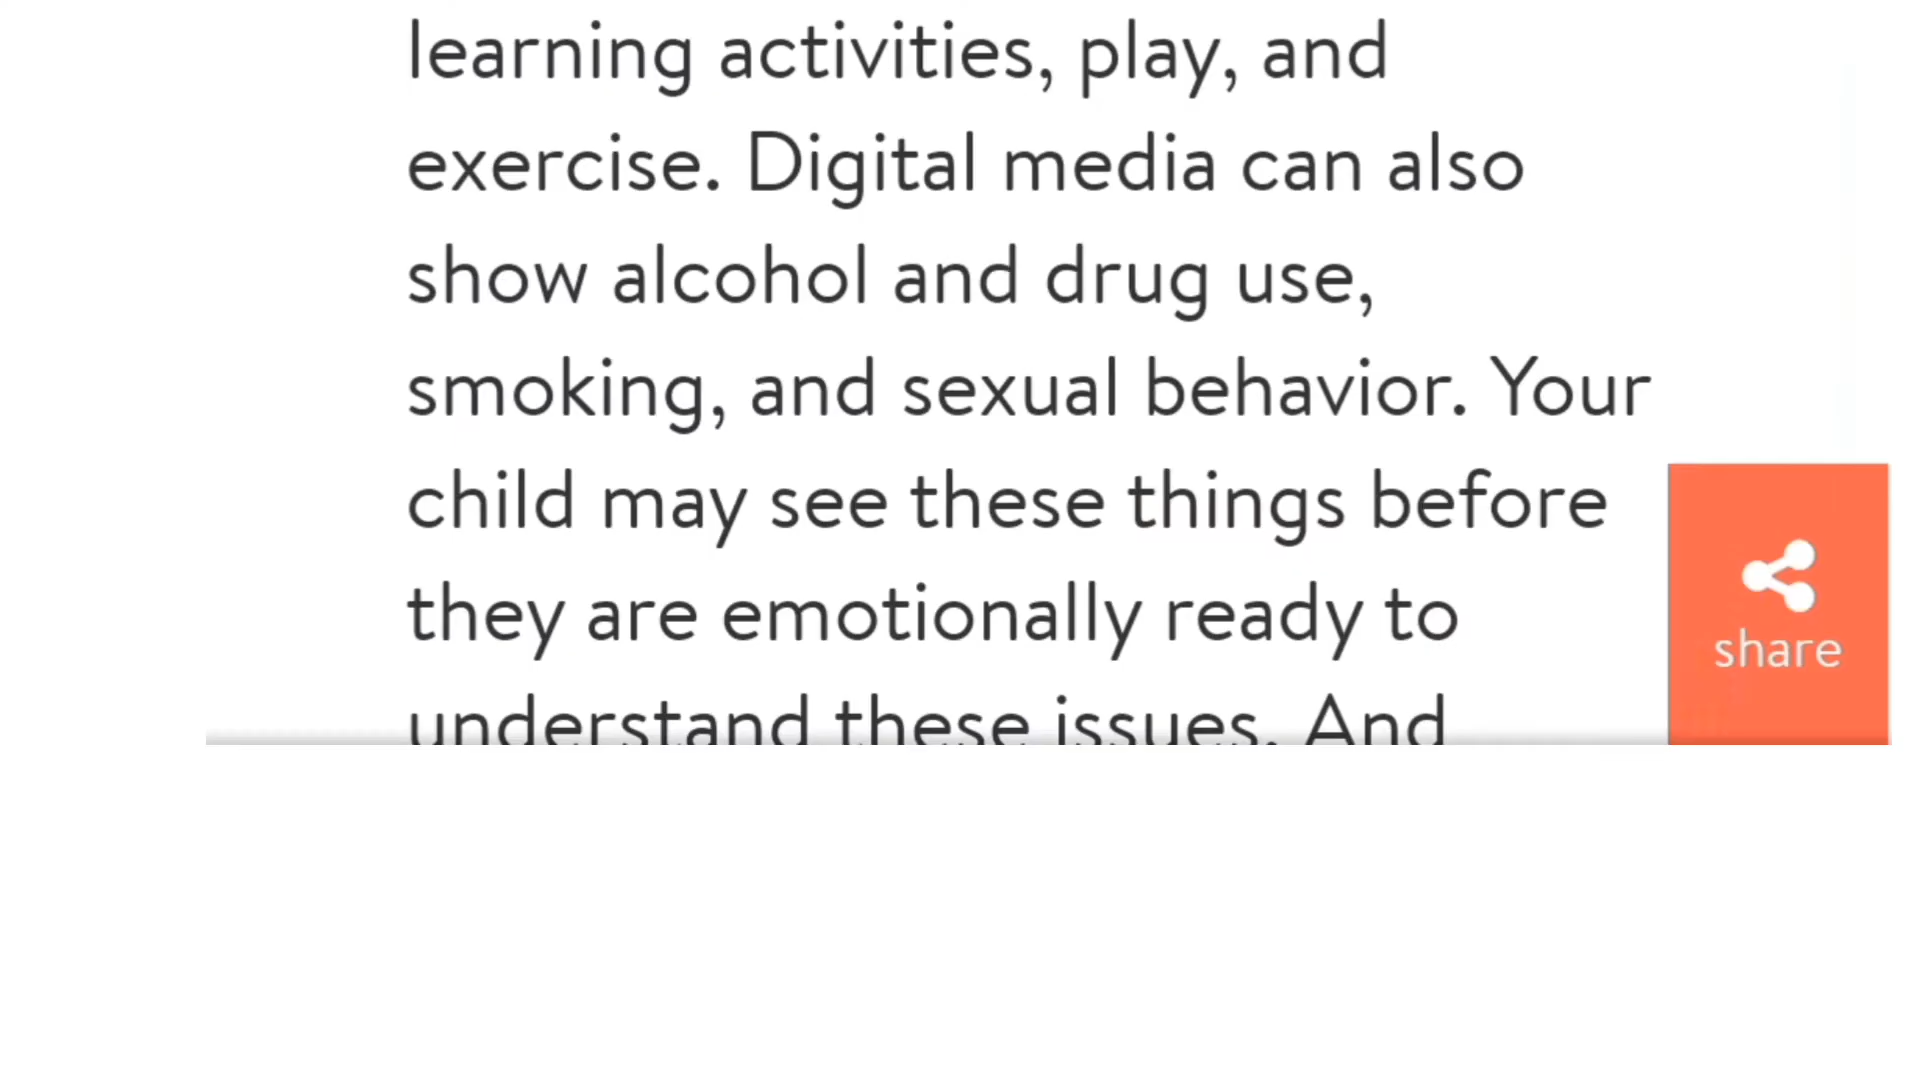 learning activities, play, and
exercise. Digital media can also
show alcohol and drug use,
smoking, and sexual behavior. Your
child may see these things before
they are emotionally ready to
understand these issues. And
share